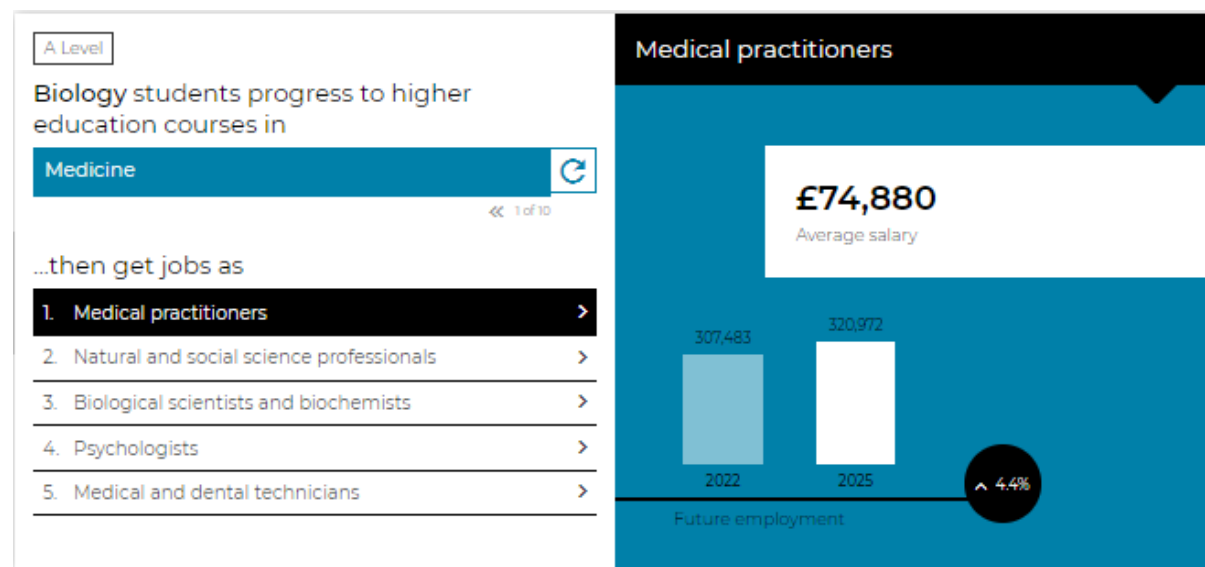 A Level
Biology students progress to higher
education courses in
Medicine
1 of 10
...then get jobs as
1. Medical practitioners
2. Natural and social science professionals
3. Biological scientists and biochemists
4. Psychologists
5. Medical and dental technicians
Medical practitioners
£74,880
Average salary
307,483
320,972
2022
2025
4.4%
Future employment